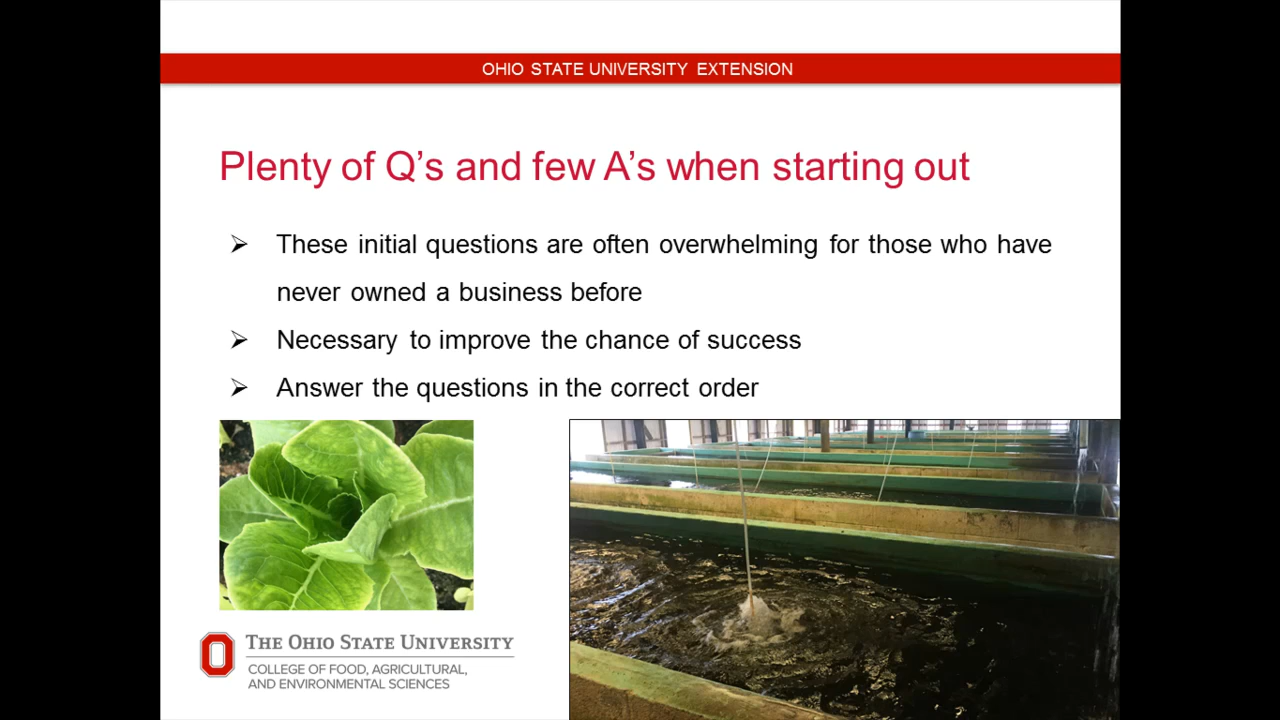 OHIO STATE UNIVERSITY EXTENSION
Plenty of Q’s and few A’s when starting out
These initial questions are often overwhelming for those who have
never owned a business before
Necessary to improve the chance of success
Answer the questions in the correct order
THE OHIO STATE UNIVERSITY
COLLEGE OF FOOD, AGRICULTURAL,
AND ENVIRONMENTAL SCIENCES